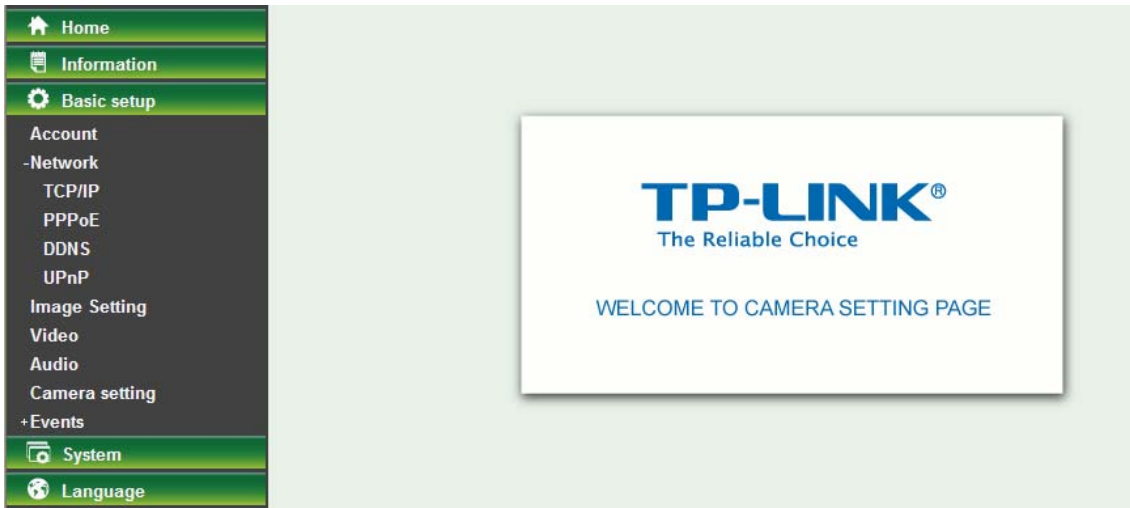 Home
Information
Basic setup
Account
-Network
TCP/IP
PPPoE
DDNS
UPnP
Image Setting
Video
Audio
Camera setting
+Events
System
Language
TP-LINK®
The Reliable Choice
WELCOME TO CAMERA SETTING PAGE